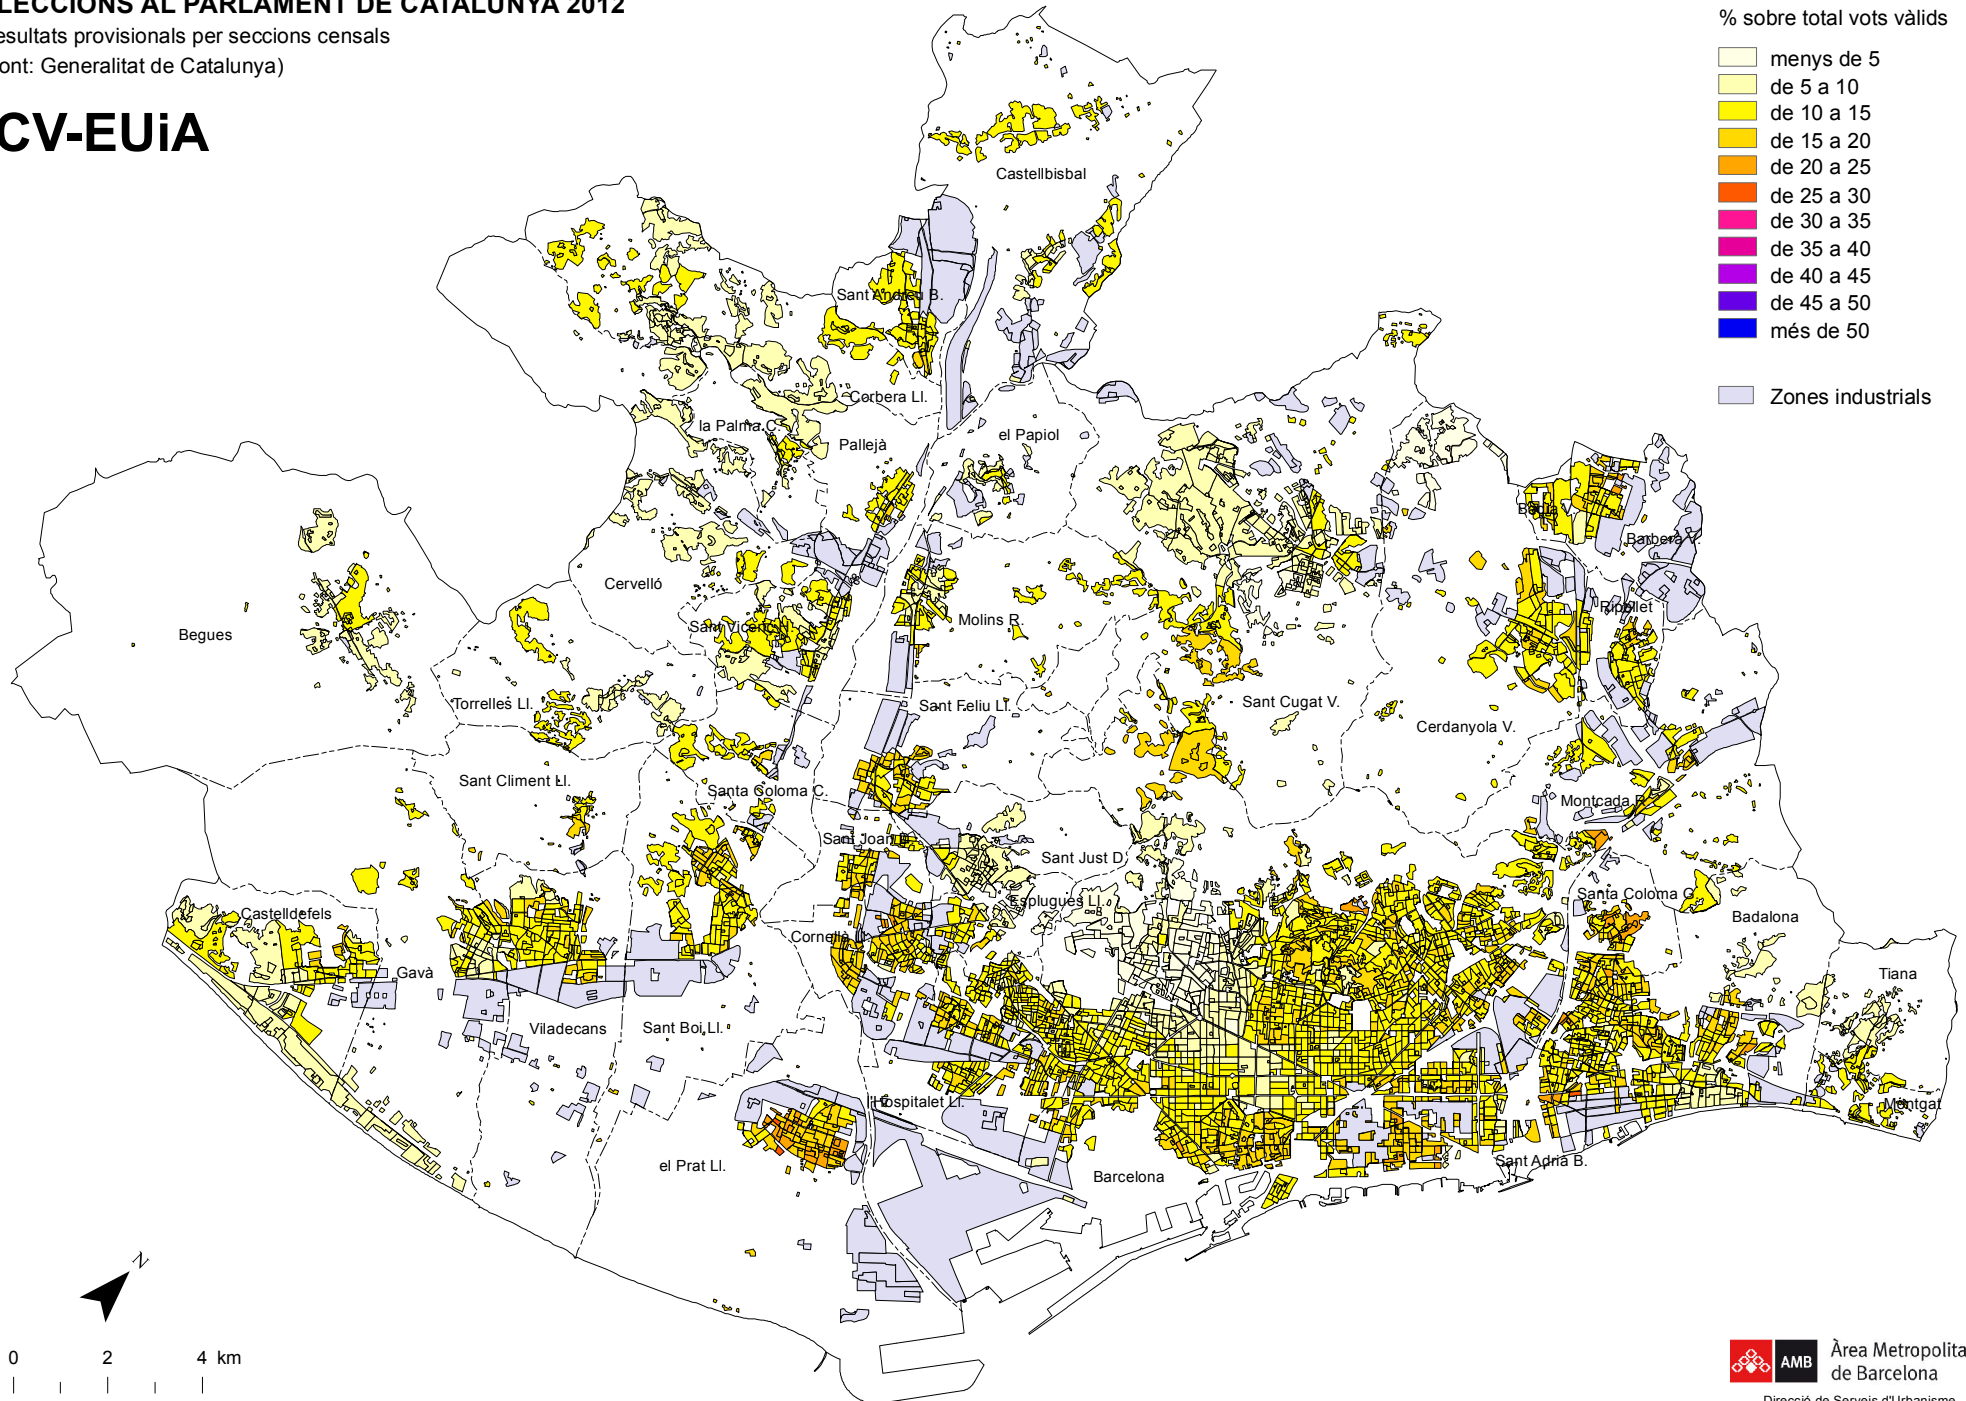 LECCIONS AL PARLAMENT DE CATALUNYA 2012
esultats provisionals per seccions censals
ont: Generalitat de Catalunya)
CV-EUiA
% sobre total vots vàlids
menys de 5
de 5 a 10
de 10 a 15
de 15 a 20
de 20 a 25
de 25 a 30
de 30 a 35
de 35 a 40
de 40 a 45
de 45 a 50
més de 50
Zones industrials
Castellbisbal
Sant Andreu B.
Corbera Ll.
la Palma C.
Pallejà
el Papiol
Badia V.
Barberà V.
Cervelló
Begues
Sant Vicenç H.
Molins R.
Ripollet
Torrelles Ll.
Sant Feliu Ll.
Sant Cugat V.
Cerdanyola V.
Sant Climent Ll.
Santa Coloma C.
Montcada R.
Sant Joan D.
Sant Just D.
Esplugues Ll.
Santa Coloma G.
Castelldefels
Badalona
Cornellà Ll.
Gavà
Tiana
Viladecans
Sant Boi Ll.
l'Hospitalet Ll.
Montgat
el Prat Ll.
Barcelona
Sant Adrià B.
N
0 2 4 km
AMB
Àrea Metropolita
de Barcelona
Direcció de Serveis d'Urbanisme